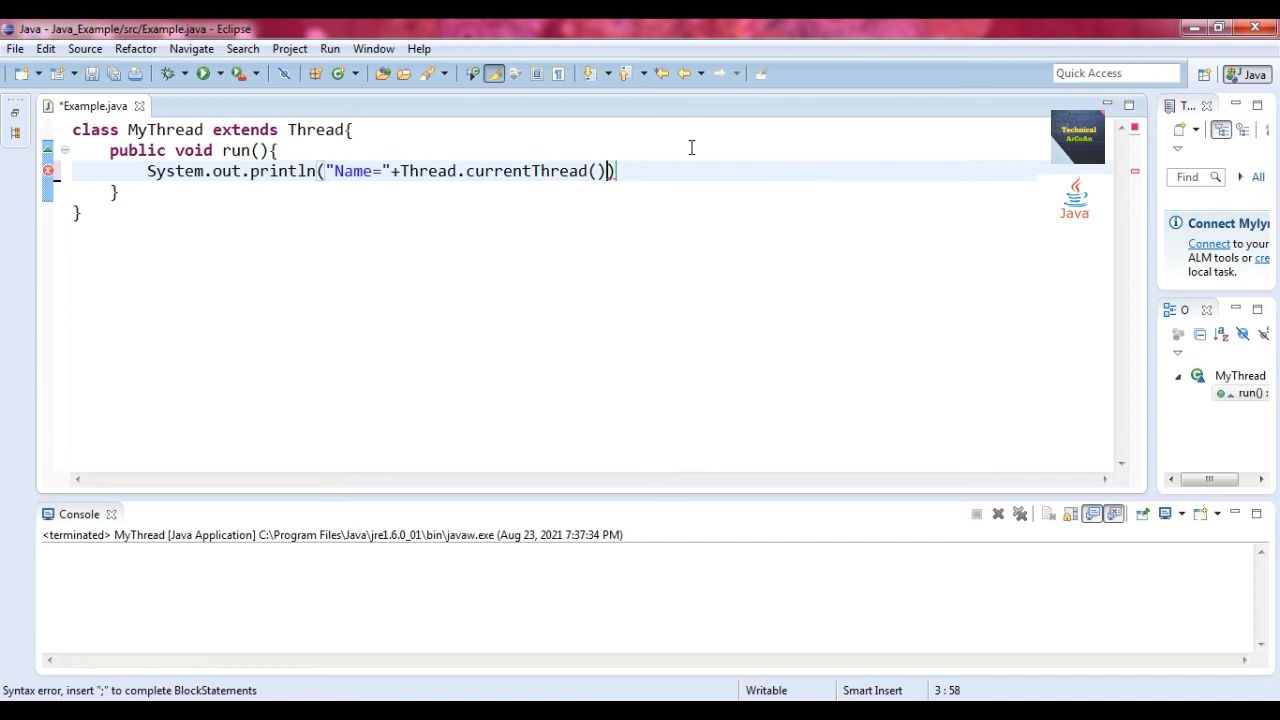 Java - Java_Example/src/Example.java - Eclipse
File Edit Source Refactor Navigate Search Project Run Window Help
Quick Access
Java
*Example.java
T...
class MyThread extends Thread{
public void run(){
System.out.println("Name="+Thread.currentThread())
}
}
Technical
ArCoAn
Java
Find
All
Connect Myly
Connect to your
ALM tools or cre
local task.
O
MyThread
run() :
Console
<terminated> MyThread [Java Application] C:\Program Files\Java\jre1.6.0_01\bin\javaw.exe (Aug 23, 2021 7:37:34 PM)
Syntax error, insert ";" to complete BlockStatements
Writable
Smart Insert
3 : 58